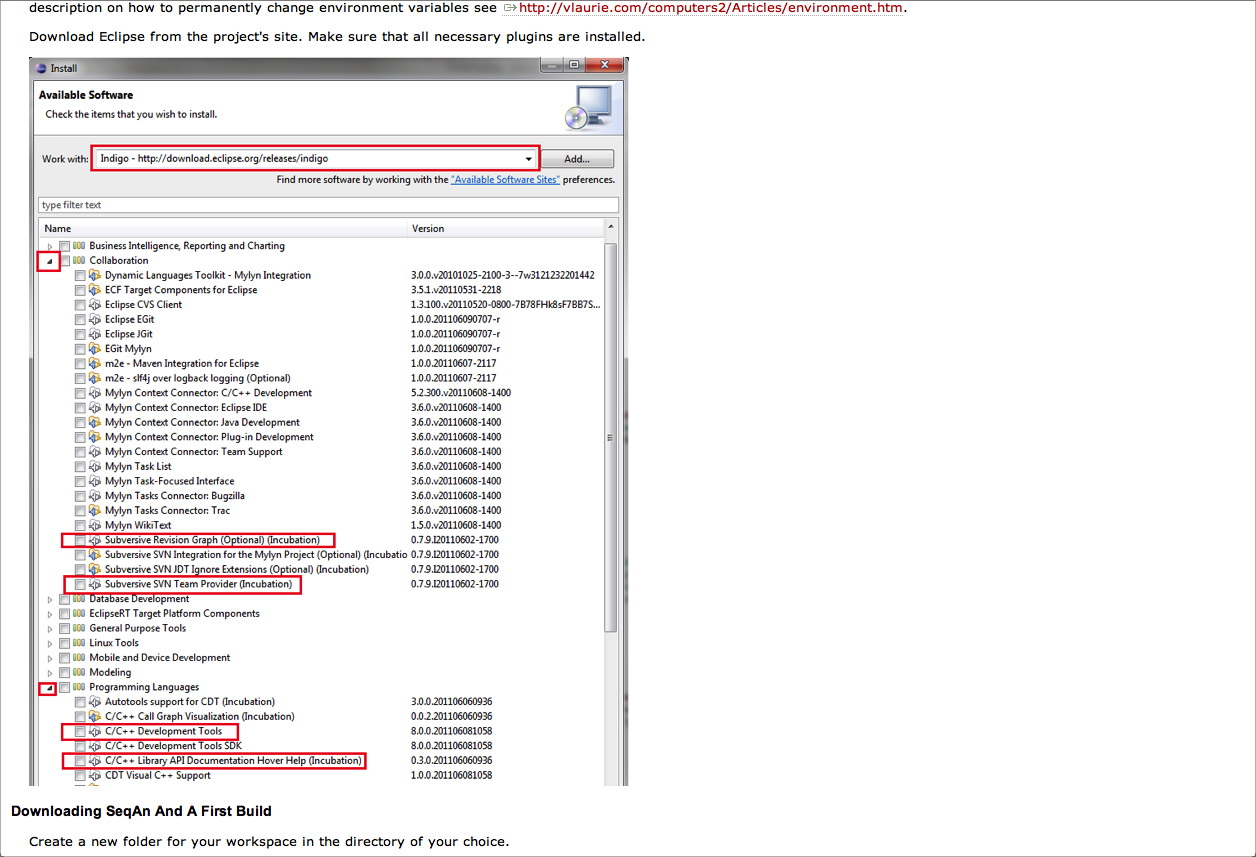 description on how to permanently change environment variables see http://vlaurie.com/computers2/Articles/environment.htm.
Download Eclipse from the project's site. Make sure that all necessary plugins are installed.
Install
Available Software
Check the items that you wish to install.
Work with: Indigo - http://download.eclipse.org/releases/indigo Add...
Find more software by working with the "Available Software Sites" preferences.
type filter text
Name Version
Business Intelligence, Reporting and Charting
Collaboration
Dynamic Languages Toolkit - Mylyn Integration 3.0.0.v20101025-2100-3--7w3121232201442
ECF Target Components for Eclipse 3.5.1.v20110531-2218
Eclipse CVS Client 1.3.100.v20110520-0800-7B78FHk8sF7BB7S...
Eclipse EGit 1.0.0.201106090707-r
Eclipse JGit 1.0.0.201106090707-r
EGit Mylyn 1.0.0.201106090707-r
m2e - Maven Integration for Eclipse 1.0.0.20110607-2117
m2e - slf4j over logback logging (Optional) 1.0.0.20110607-2117
Mylyn Context Connector: C/C++ Development 5.2.300.v20110608-1400
Mylyn Context Connector: Eclipse IDE 3.6.0.v20110608-1400
Mylyn Context Connector: Java Development 3.6.0.v20110608-1400
Mylyn Context Connector: Plug-in Development 3.6.0.v20110608-1400
Mylyn Context Connector: Team Support 3.6.0.v20110608-1400
Mylyn Task List 3.6.0.v20110608-1400
Mylyn Task-Focused Interface 3.6.0.v20110608-1400
Mylyn Tasks Connector: Bugzilla 3.6.0.v20110608-1400
Mylyn Tasks Connector: Trac 3.6.0.v20110608-1400
Mylyn WikiText 1.5.0.v20110608-1400
Subversive Revision Graph (Optional) (Incubation) 0.7.9.I20110602-1700
Subversive SVN Integration for the Mylyn Project (Optional) (Incubatio 0.7.9.I20110602-1700
Subversive SVN JDT Ignore Extensions (Optional) (Incubation) 0.7.9.I20110602-1700
Subversive SVN Team Provider (Incubation) 0.7.9.I20110602-1700
Database Development
EclipseRT Target Platform Components
General Purpose Tools
Linux Tools
Mobile and Device Development
Modeling
Programming Languages
Autotools support for CDT (Incubation) 3.0.0.201106060936
C/C++ Call Graph Visualization (Incubation) 0.0.2.201106060936
C/C++ Development Tools 8.0.0.201106081058
C/C++ Development Tools SDK 8.0.0.201106081058
C/C++ Library API Documentation Hover Help (Incubation) 0.3.0.201106060936
CDT Visual C++ Support 1.0.0.201106081058
Downloading SeqAn And A First Build
Create a new folder for your workspace in the directory of your choice.